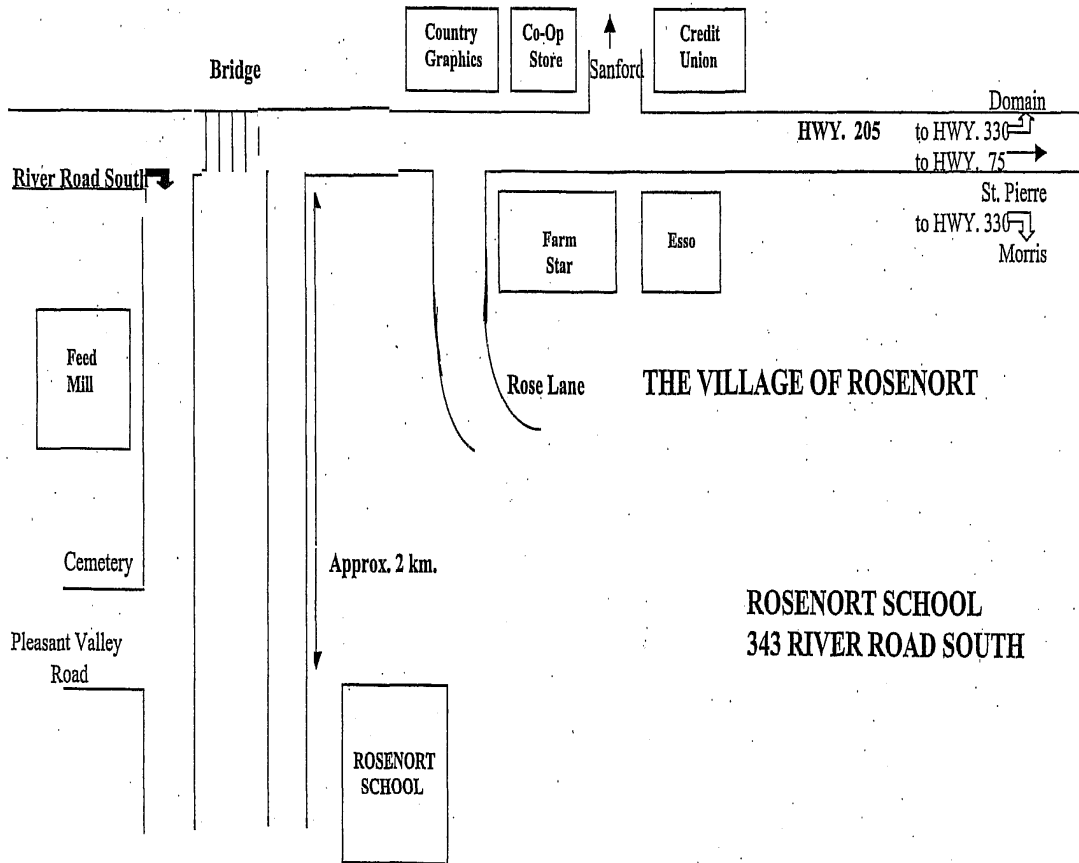 Country
Graphics
Co-Op
Store
Sanford
Credit
Union
Bridge
Domain
HWY. 205
to HWY. 330
to HWY. 75
River Road South
St. Pierre
to HWY. 330
Morris
Farm
Star
Esso
Feed
Mill
Rose Lane
THE VILLAGE OF ROSENORT
Cemetery
Approx. 2 km.
ROSENORT SCHOOL
343 RIVER ROAD SOUTH
Pleasant Valley
Road
ROSENORT
SCHOOL